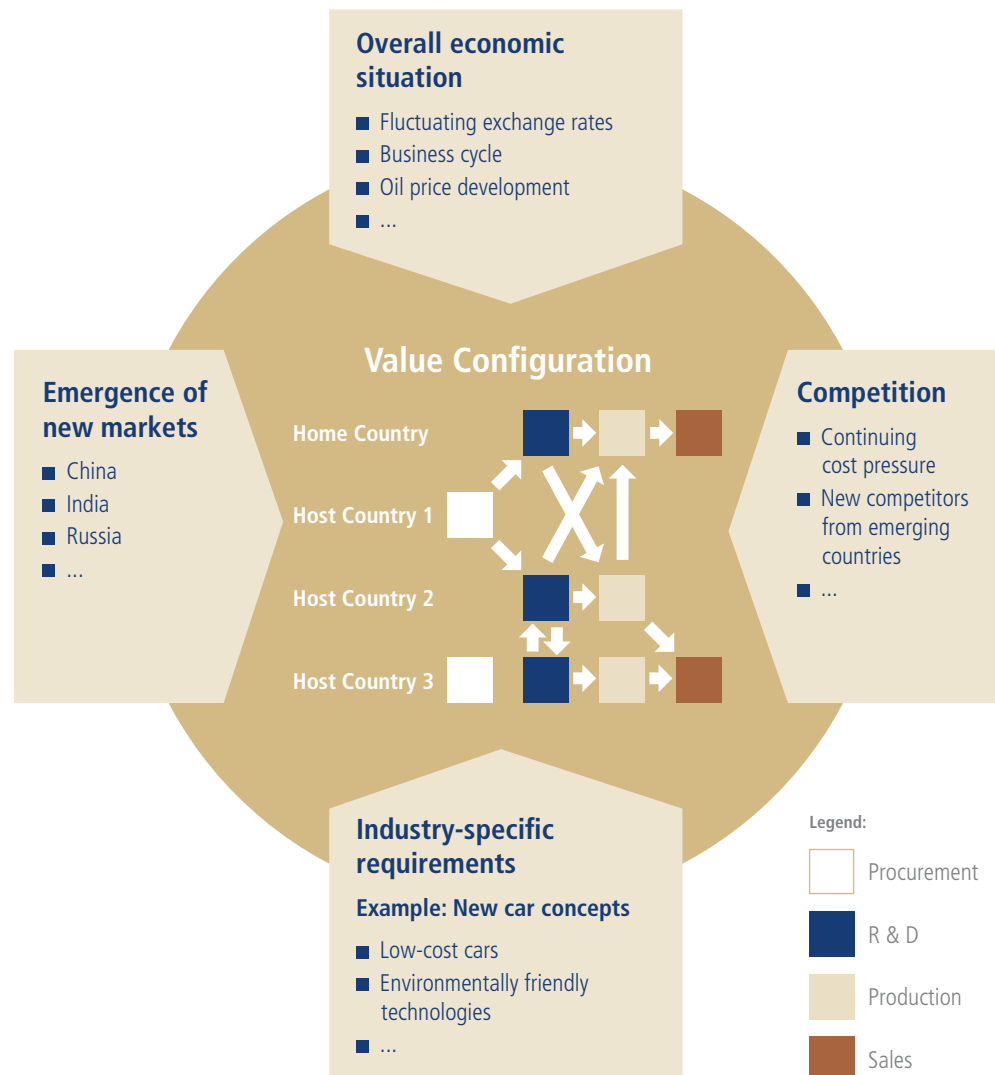 Overall economic
situation
Fluctuating exchange rates
Business cycle
Oil price development
...
Emergence of
new markets
China
India
Russia
...
Value Configuration
Home Country
Host Country 1
Host Country 2
Host Country 3
Competition
Continuing
cost pressure
New competitors
from emerging
countries
...
Industry-specific
requirements
Example: New car concepts
Low-cost cars
Environmentally friendly
technologies
...
Legend:
Procurement
R & D
Production
Sales